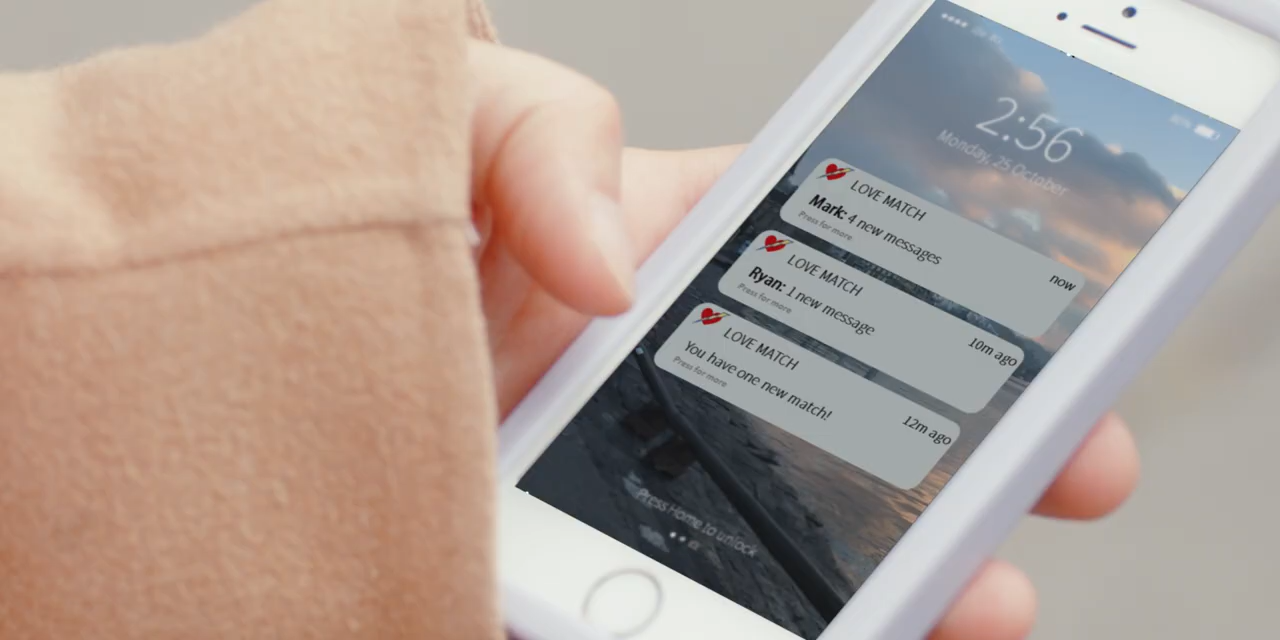 2:56
Monday, 25 October
LOVE MATCH
now
Mark: 4 new messages
Press for more
LOVE MATCH
10m ago
Ryan: 1 new message
Press for more
LOVE MATCH
12m ago
You have one new match!
Press for more
Press Home to unlock